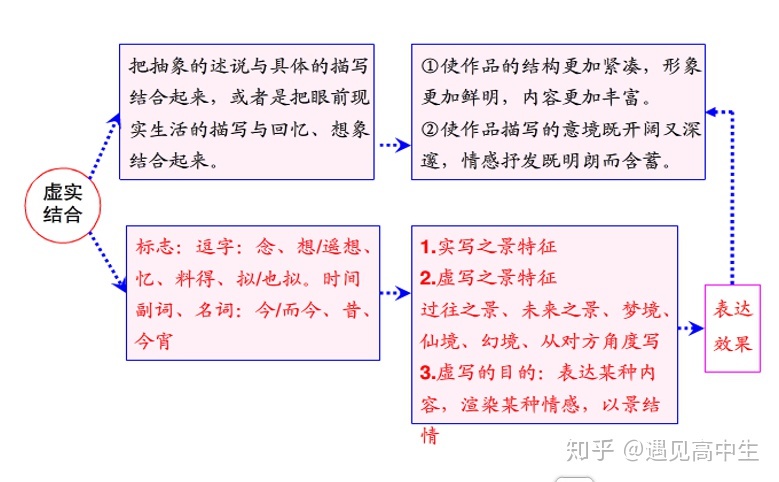 虚实
结合
把抽象的述说与具体的描写
结合起来，或者是把眼前现
实生活的描写与回忆、想象
结合起来。
①使作品的结构更加紧凑，形象
更加鲜明，内容更加丰富。
②使作品描写的意境既开阔又深
邃，情感抒发既明朗而含蓄。
标志：逗字：念、想/遥想、
忆、料得、拟/也拟。时间
副词、名词：今/而今、昔、
今宵
1.实写之景特征
2.虚写之景特征
过往之景、未来之景、梦境、
仙境、幻境、从对方角度写
3.虚写的目的：表达某种内
容，渲染某种情感，以景结
情
表达
效果
知乎 @遇见高中生